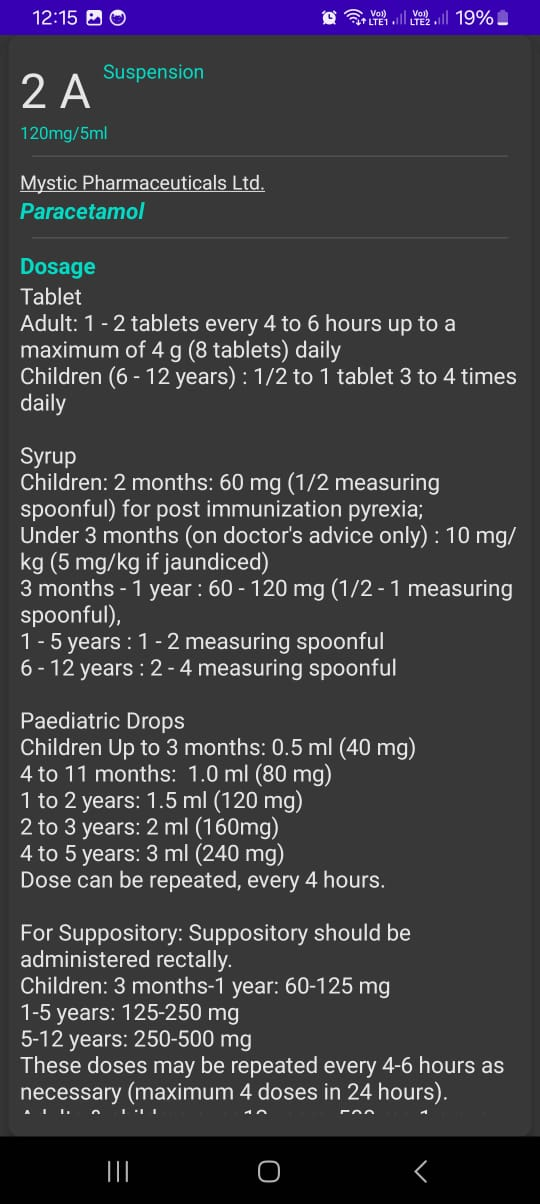 12:15 Vo) LTE1 Vo) LTE2 19%
Suspension
2 A
120mg/5ml
Mystic Pharmaceuticals Ltd.
Paracetamol
Dosage
Tablet
Adult: 1 - 2 tablets every 4 to 6 hours up to a
maximum of 4 g (8 tablets) daily
Children (6 - 12 years) : 1/2 to 1 tablet 3 to 4 times
daily
Syrup
Children: 2 months: 60 mg (1/2 measuring
spoonful) for post immunization pyrexia;
Under 3 months (on doctor's advice only) : 10 mg/
kg (5 mg/kg if jaundiced)
3 months - 1 year : 60 - 120 mg (1/2 - 1 measuring
spoonful),
1 - 5 years : 1 - 2 measuring spoonful
6 - 12 years : 2 - 4 measuring spoonful
Paediatric Drops
Children Up to 3 months: 0.5 ml (40 mg)
4 to 11 months:  1.0 ml (80 mg)
1 to 2 years: 1.5 ml (120 mg)
2 to 3 years: 2 ml (160mg)
4 to 5 years: 3 ml (240 mg)
Dose can be repeated, every 4 hours.
For Suppository: Suppository should be
administered rectally.
Children: 3 months-1 year: 60-125 mg
1-5 years: 125-250 mg
5-12 years: 250-500 mg
These doses may be repeated every 4-6 hours as
necessary (maximum 4 doses in 24 hours).